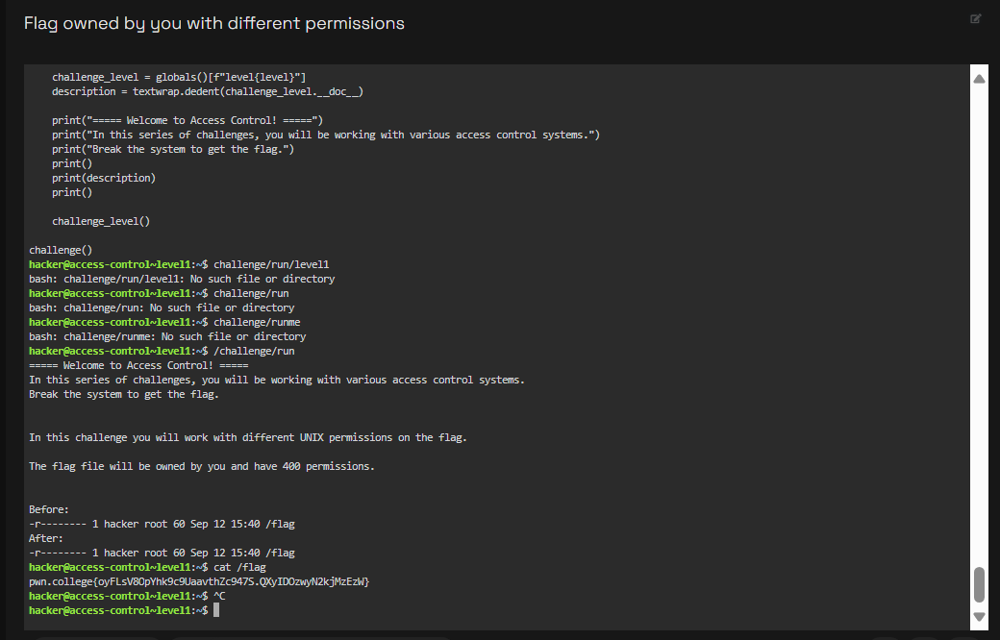 Flag owned by you with different permissions
challenge_level = globals()[f"level{level}"]
description = textwrap.dedent(challenge_level.__doc__)
print("===== Welcome to Access Control! =====")
print("In this series of challenges, you will be working with various access control systems.")
print("Break the system to get the flag.")
print()
print(description)
print()
challenge_level()
challenge()
hacker@access-control~level1:~$ challenge/run/level1
bash: challenge/run/level1: No such file or directory
hacker@access-control~level1:~$ challenge/run
bash: challenge/run: No such file or directory
hacker@access-control~level1:~$ challenge/runme
bash: challenge/runme: No such file or directory
hacker@access-control~level1:~$ /challenge/run
===== Welcome to Access Control! =====
In this series of challenges, you will be working with various access control systems.
Break the system to get the flag.
In this challenge you will work with different UNIX permissions on the flag.
The flag file will be owned by you and have 400 permissions.
Before:
-r-------- 1 hacker root 60 Sep 12 15:40 /flag
After:
-r-------- 1 hacker root 60 Sep 12 15:40 /flag
hacker@access-control~level1:~$ cat /flag
pwn.college{oyFLsV8OpYhk9c9UaavthZc947S.QXyIDOzwyN2kjMzEzW}
hacker@access-control~level1:~$ ^C
hacker@access-control~level1:~$